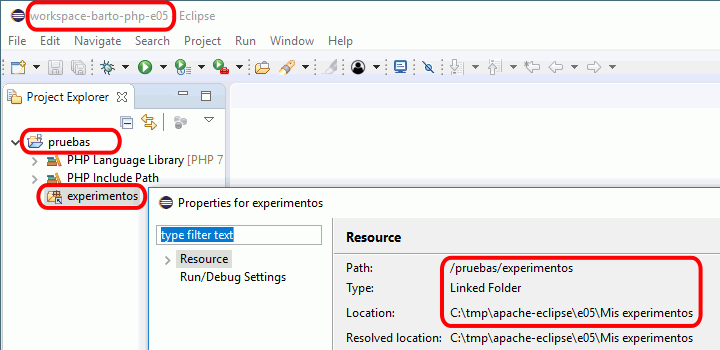 workspace-barto-php-e05 - Eclipse
File Edit Navigate Search Project Run Window Help
Project Explorer
pruebas
PHP Language Library [PHP 7
PHP Include Path
experimentos
Properties for experimentos
type filter text
Resource
Run/Debug Settings
Resource
Path: /pruebas/experimentos
Type: Linked Folder
Location: C:\tmp\apache-eclipse\e05\Mis experimentos
Resolved location: C:\tmp\apache-eclipse\e05\Mis experimentos